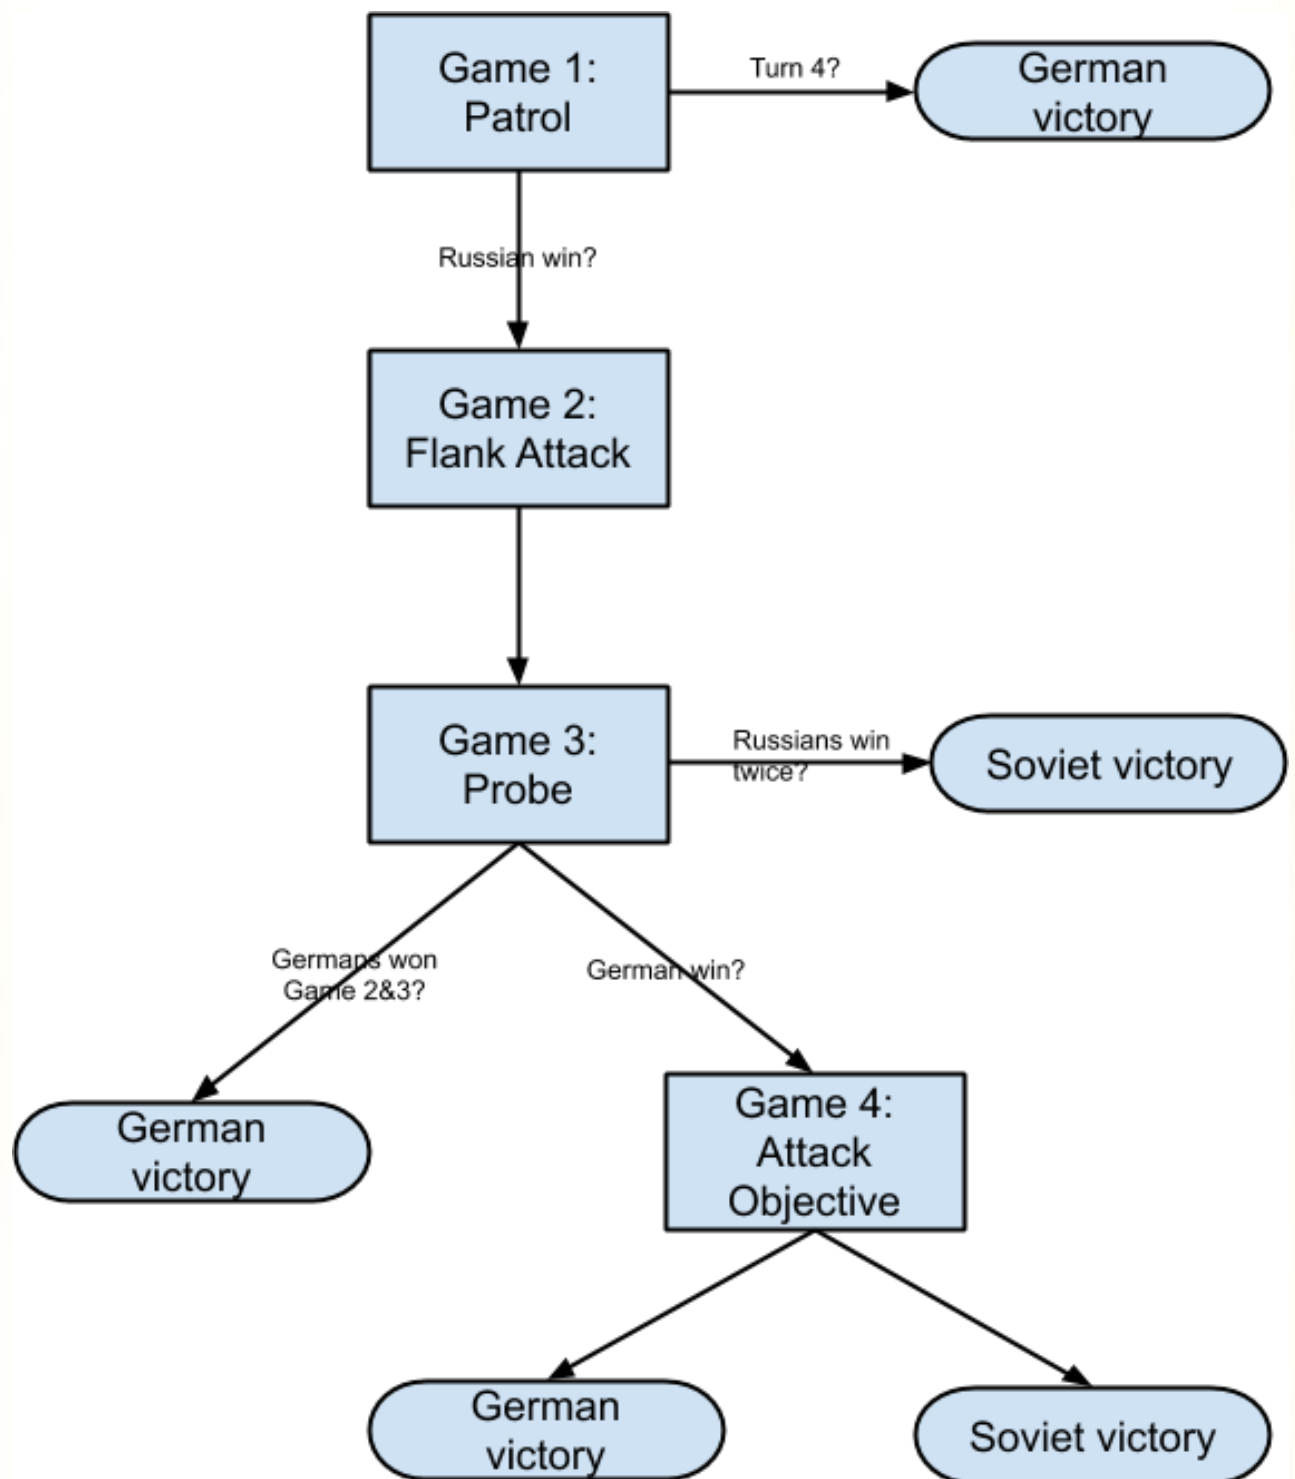 Game 1:
Patrol
Turn 4?
German
victory
Russian win?
Game 2:
Flank Attack
Game 3:
Probe
Russians win
twice?
Soviet victory
Germans won
Game 2&3?
German win?
German
victory
Game 4:
Attack
Objective
German
victory
Soviet victory